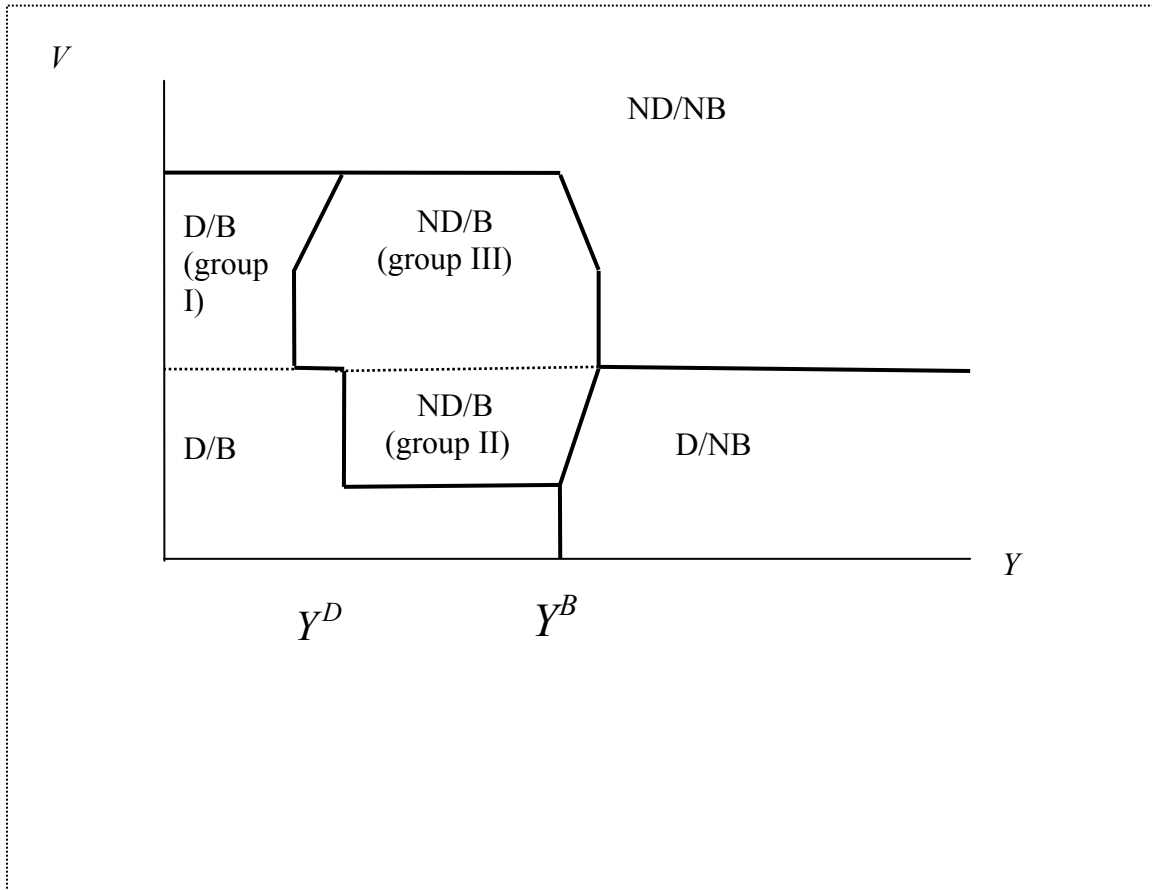 V
ND/NB
D/B
(group
I)
ND/B
(group III)
ND/B
(group II)
D/B
D/NB
Y
Y^D
Y^B